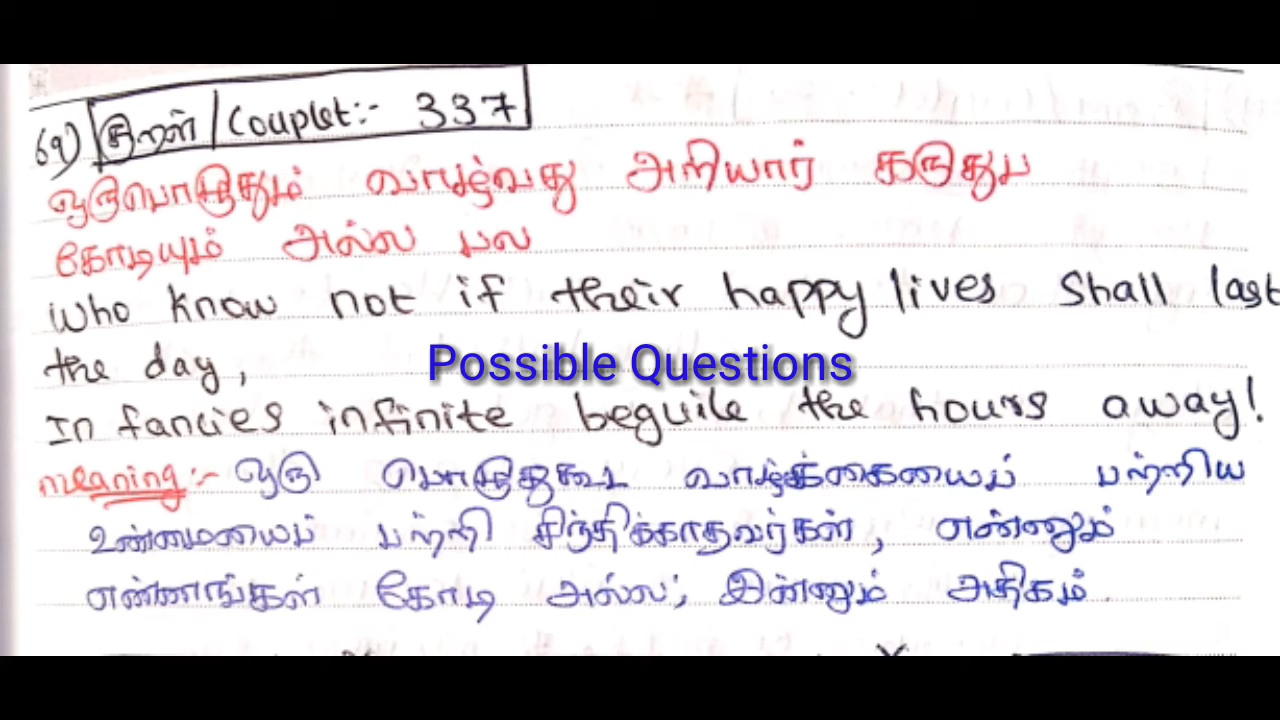 69) குறள் / Couplet:- 337
ஒருபொழுதும் வாழ்வது அறியார் கருதுப
கோடியும் அல்ல பல
Who know not if their happy lives shall last
the day,
Possible Questions
In fancies infinite beguile the hours away!
meaning:- ஒரு பொழுதுகூட வாழ்க்கையைப் பற்றிய
உண்மையைப் பற்றி சிந்திக்காதவர்கள், எண்ணும்
எண்ணங்கள் கோடி அல்ல; இன்னும் அதிகம்.